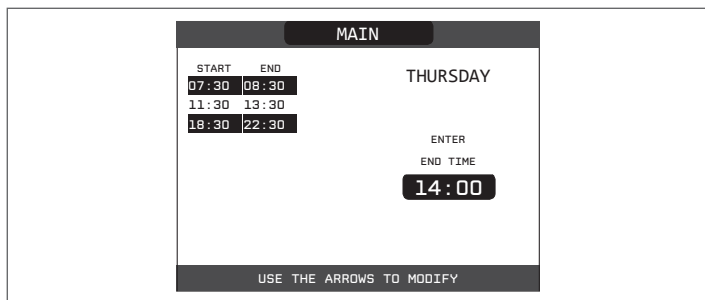 MAIN
START END
07:30 08:30
11:30 13:30
18:30 22:30
THURSDAY
ENTER
END TIME
14:00
USE THE ARROWS TO MODIFY